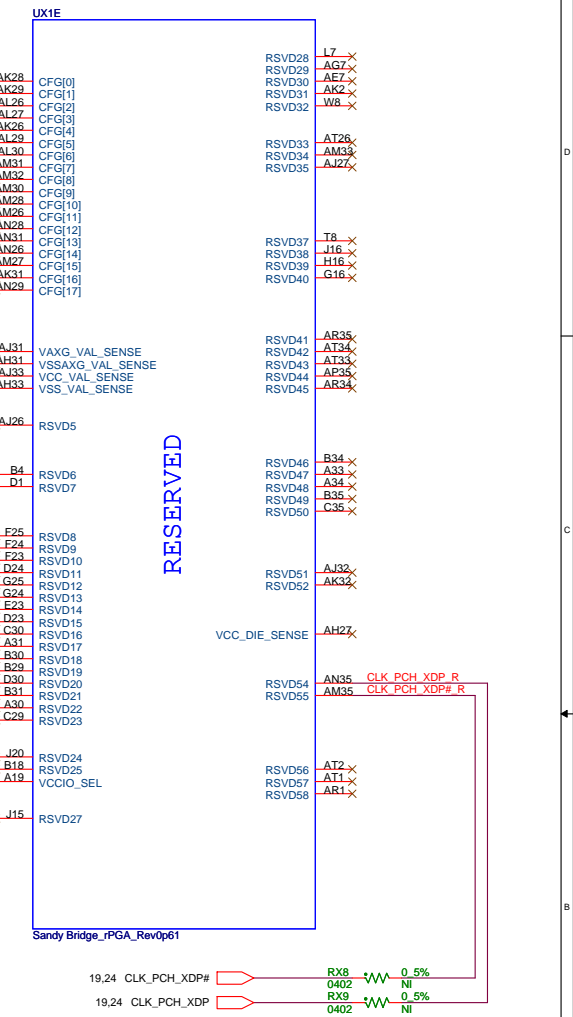 UX1E
AK28 CFG[0]
AK29 CFG[1]
AL26 CFG[2]
AL27 CFG[3]
AK26 CFG[4]
AL29 CFG[5]
AL30 CFG[6]
AM31 CFG[7]
AM32 CFG[8]
AM30 CFG[9]
AM28 CFG[10]
AM26 CFG[11]
AN28 CFG[12]
AN31 CFG[13]
AN26 CFG[14]
AM27 CFG[15]
AK31 CFG[16]
AN29 CFG[17]
AJ31 VAXG_VAL_SENSE
AH31 VSSAXG_VAL_SENSE
AJ33 VCC_VAL_SENSE
AH33 VSS_VAL_SENSE
AJ26 RSVD5
B4 RSVD6
D1 RSVD7
F25 RSVD8
F24 RSVD9
F23 RSVD10
D24 RSVD11
G25 RSVD12
G24 RSVD13
E23 RSVD14
D23 RSVD15
C30 RSVD16
A31 RSVD17
B30 RSVD18
B29 RSVD19
D30 RSVD20
B31 RSVD21
A30 RSVD22
C29 RSVD23
J20 RSVD24
B18 RSVD25
A19 VCCIO_SEL
J15 RSVD27
RESERVED
RSVD28 L7
RSVD29 AG7
RSVD30 AE7
RSVD31 AK2
RSVD32 W8
RSVD33 AT26
RSVD34 AM33
RSVD35 AJ27
RSVD37 T8
RSVD38 J16
RSVD39 H16
RSVD40 G16
RSVD41 AR35
RSVD42 AT34
RSVD43 AT33
RSVD44 AP35
RSVD45 AR34
RSVD46 B34
RSVD47 A33
RSVD48 A34
RSVD49 B35
RSVD50 C35
RSVD51 AJ32
RSVD52 AK32
VCC_DIE_SENSE AH27
RSVD54 AN35 CLK_PCH_XDP_R
RSVD55 AM35 CLK_PCH_XDP#_R
RSVD56 AT2
RSVD57 AT1
RSVD58 AR1
Sandy Bridge_rPGA_Rev0p61
19,24 CLK_PCH_XDP# RX8 0_5%
0402 NI
19,24 CLK_PCH_XDP RX9 0_5%
0402 NI
D
C
B